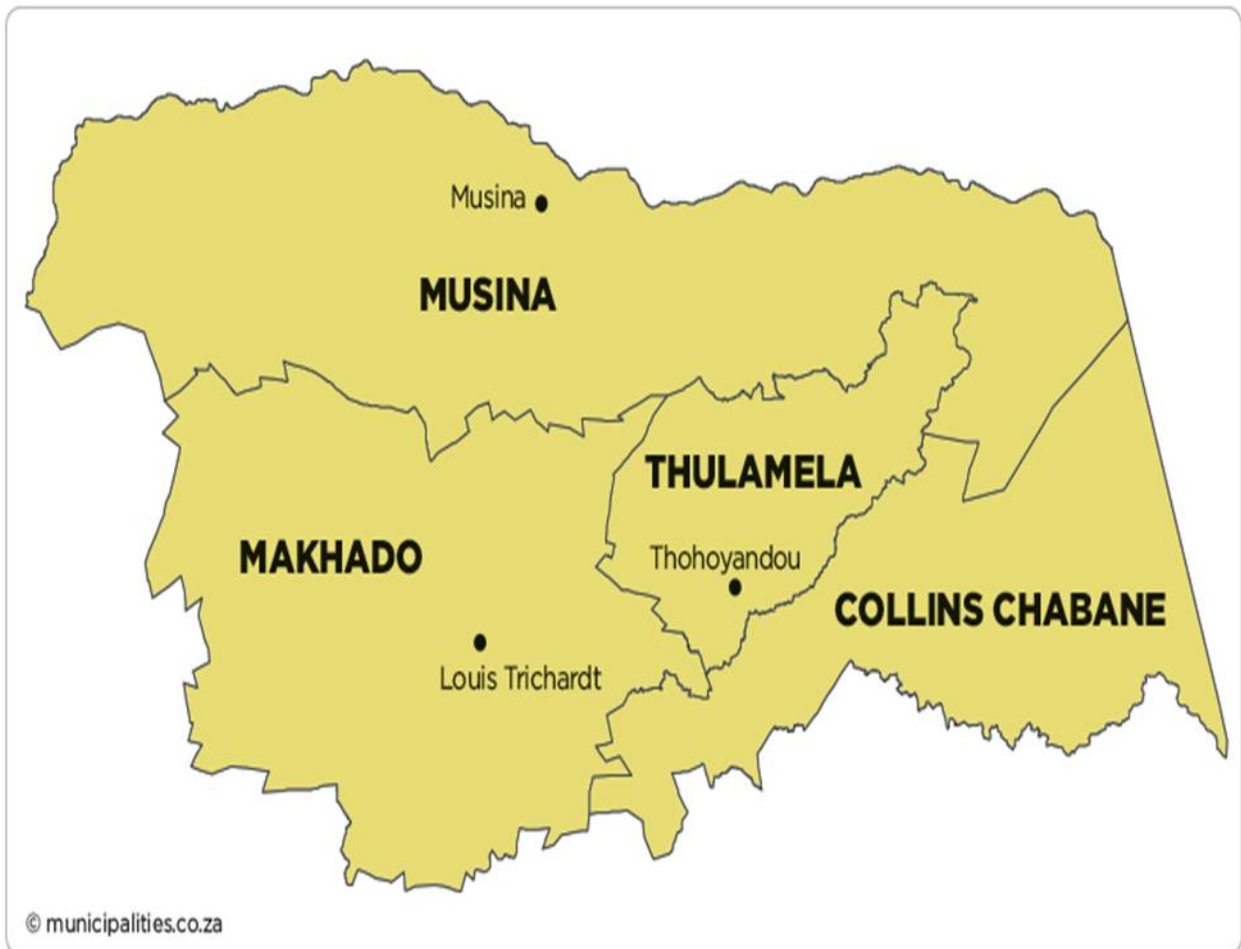 Musina
MUSINA
THULAMELA
MAKHADO
Thohoyandou
COLLINS CHABANE
Louis Trichardt
© municipalities.co.za